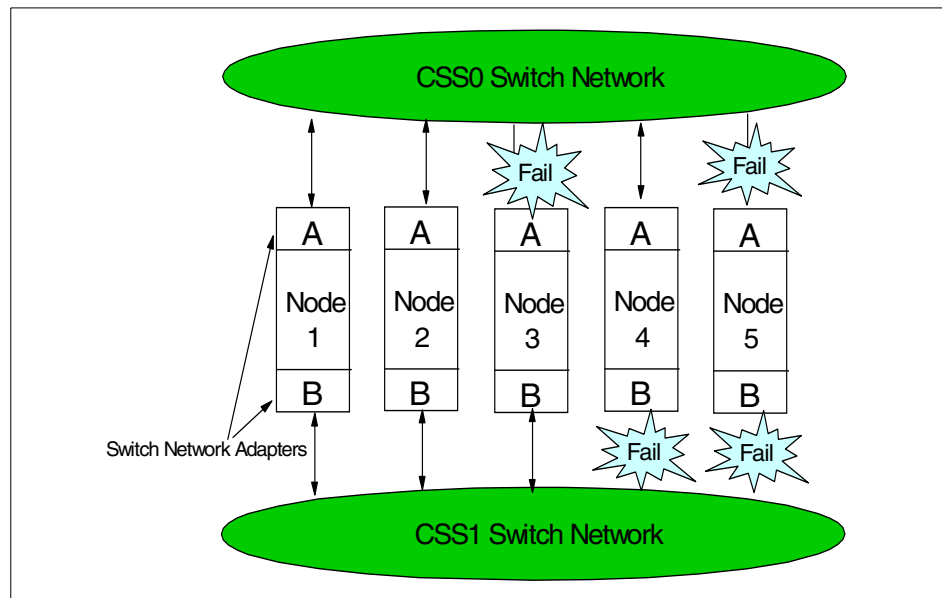 CSS0 Switch Network
Fail
Fail
A
A
A
A
A
Node
1
Node
2
Node
3
Node
4
Node
5
B
B
B
B
B
Switch Network Adapters
Fail
Fail
CSS1 Switch Network